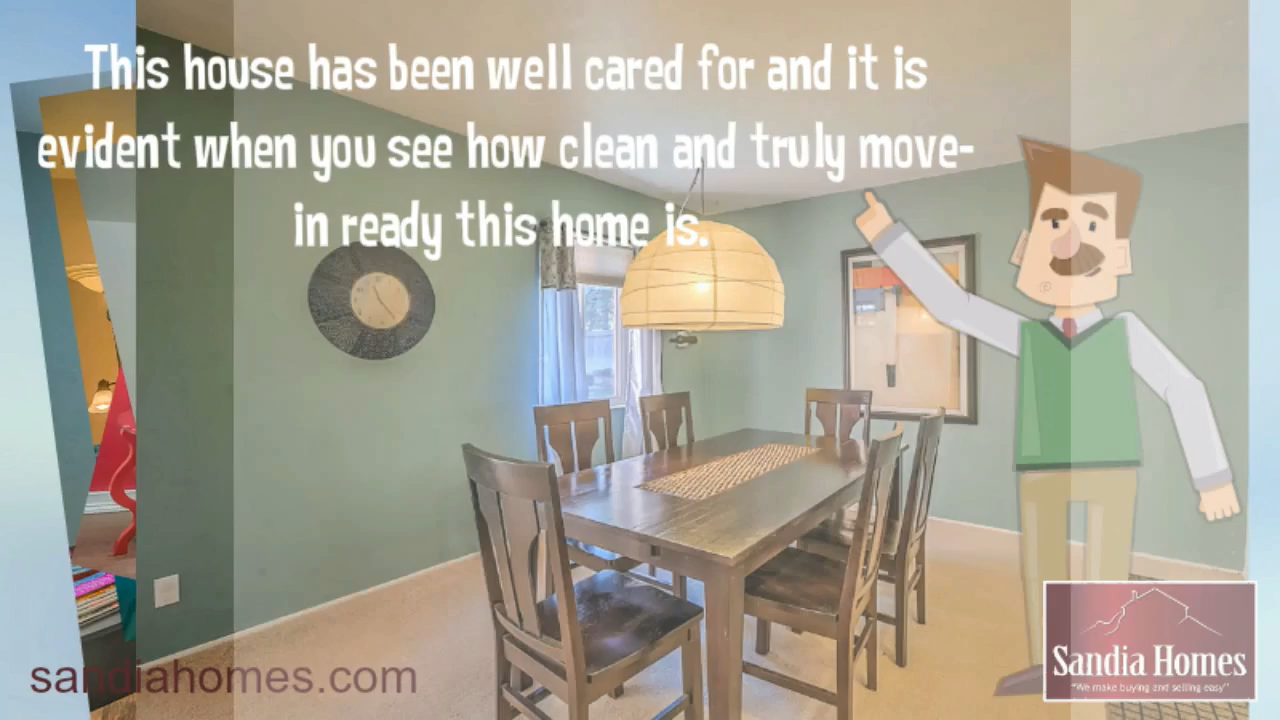 This house has been well cared for and it is
evident when you see how clean and truly move-
in ready this home is.
sandiahomes.com
Sandia Homes
"We make buying and selling easy"